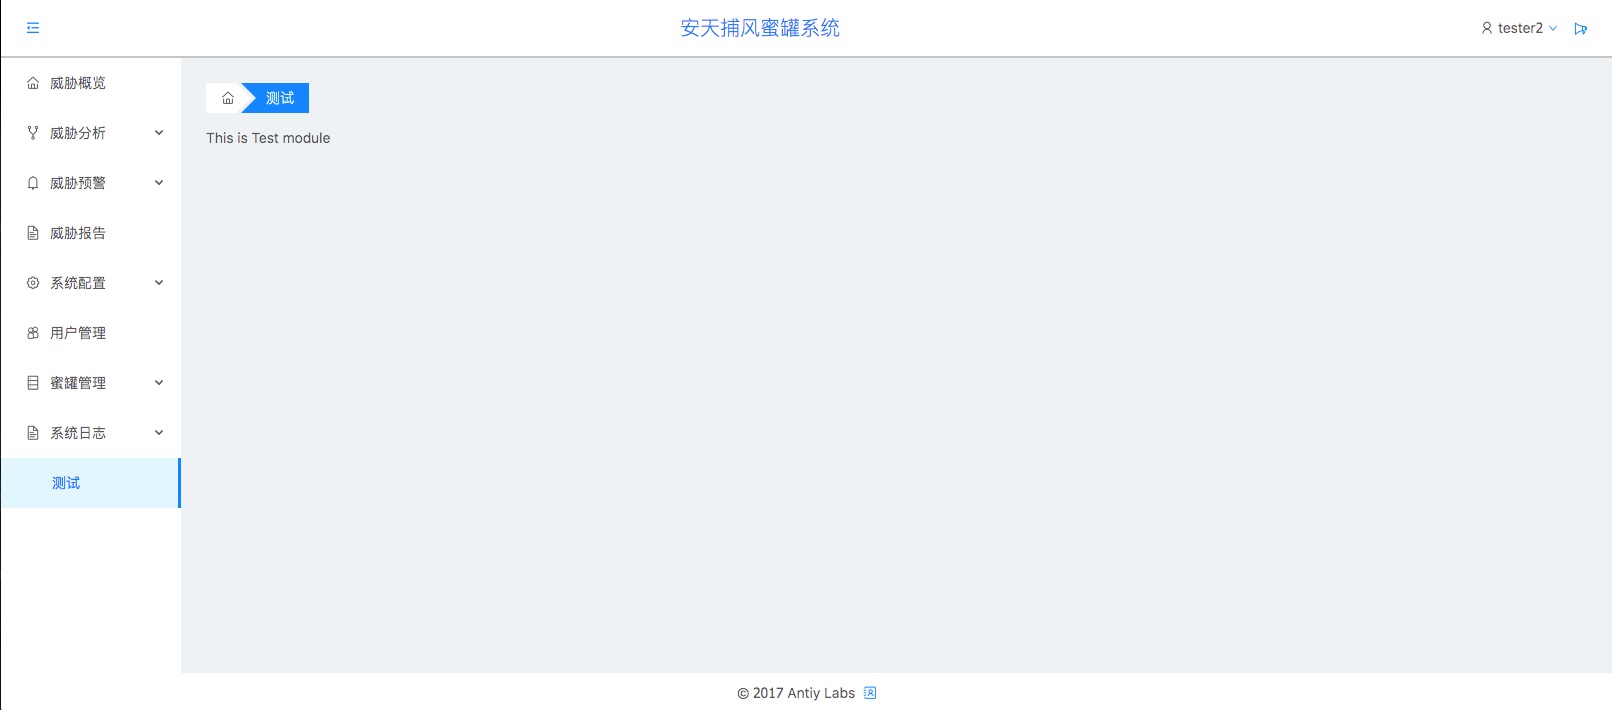 安天捕风蜜罐系统
tester2
威胁概览
威胁分析
威胁预警
威胁报告
系统配置
用户管理
蜜罐管理
系统日志
测试
测试
This is Test module
© 2017 Antiy Labs